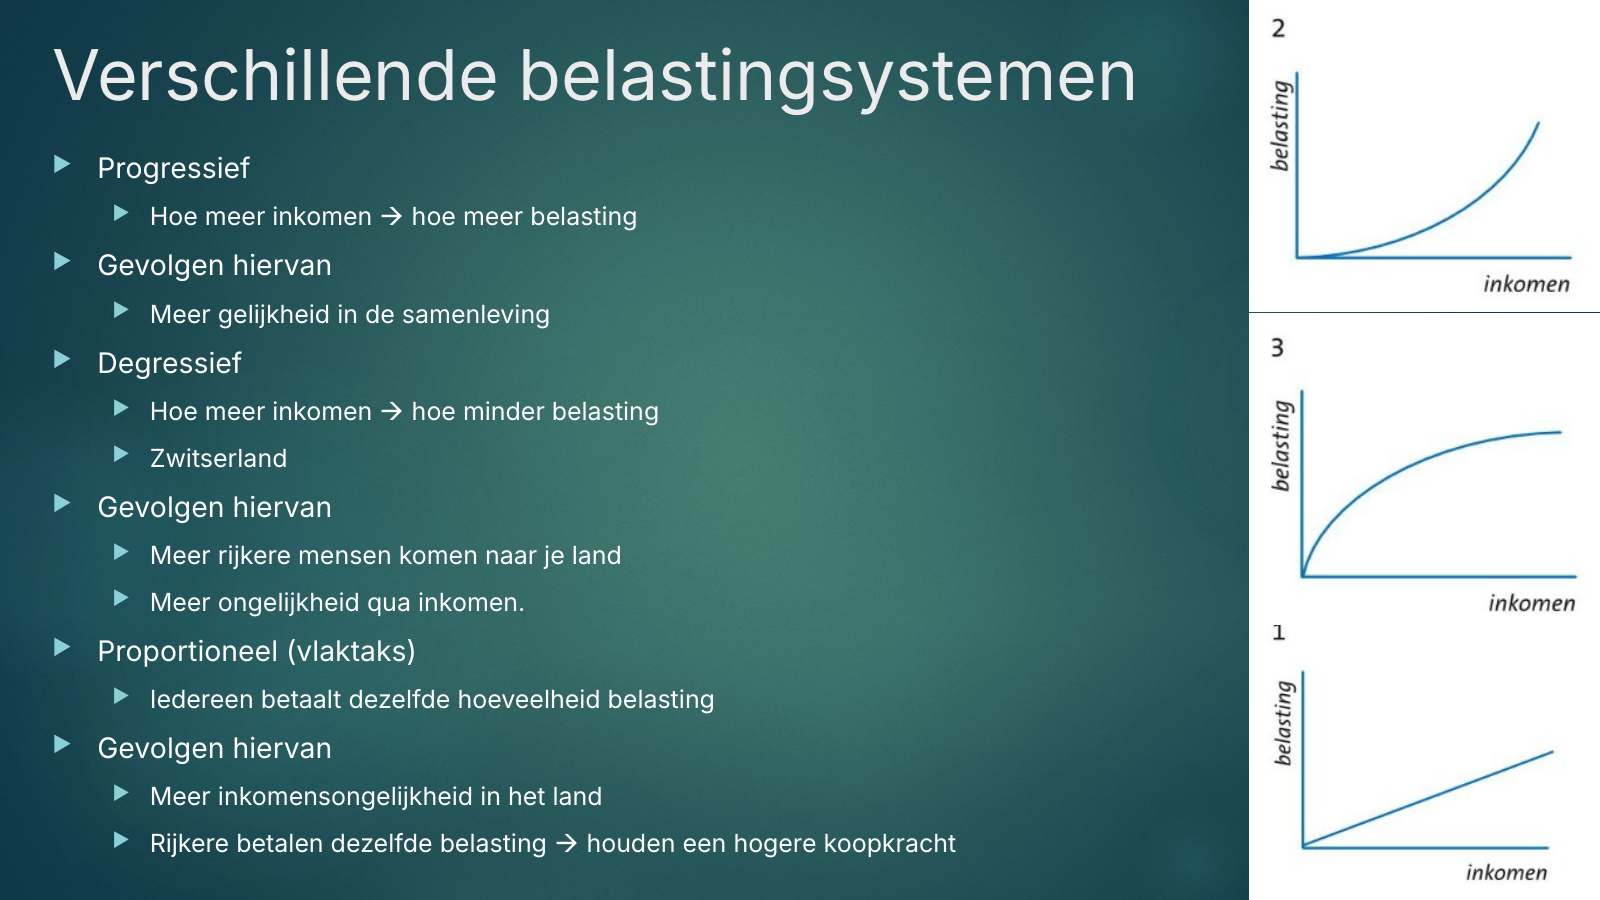 Verschillende belastingsystemen
Progressief
Hoe meer inkomen → hoe meer belasting
Gevolgen hiervan
Meer gelijkheid in de samenleving
Degressief
Hoe meer inkomen → hoe minder belasting
Zwitserland
Gevolgen hiervan
Meer rijkere mensen komen naar je land
Meer ongelijkheid qua inkomen.
Proportioneel (vlaktaks)
Iedereen betaalt dezelfde hoeveelheid belasting
Gevolgen hiervan
Meer inkomensongelijkheid in het land
Rijkere betalen dezelfde belasting → houden een hogere koopkracht
2
belasting
inkomen
3
belasting
inkomen
1
belasting
inkomen